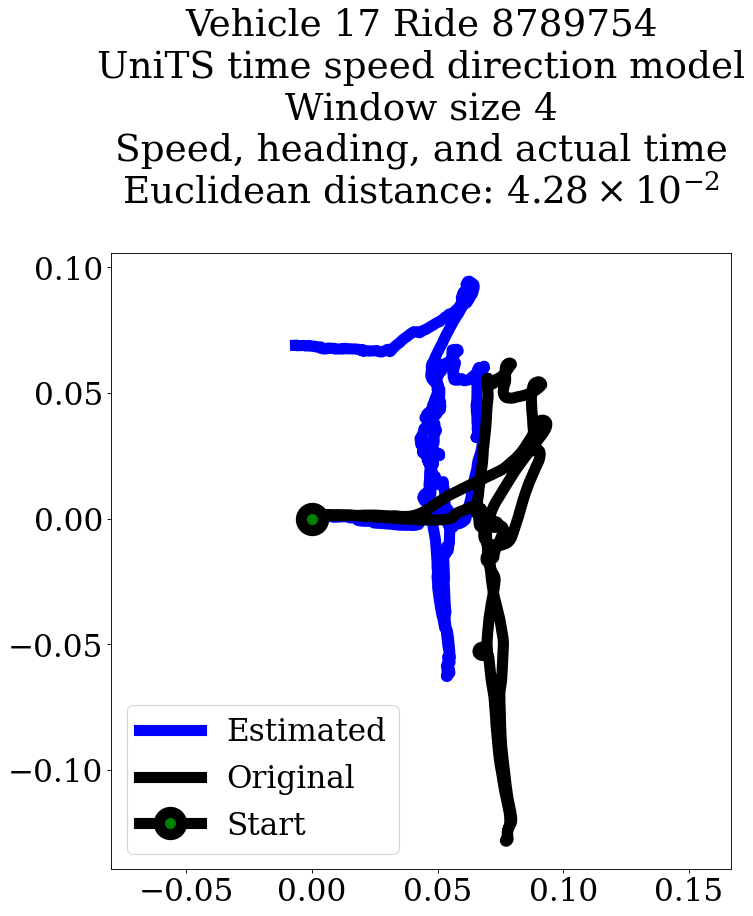 Vehicle 17 Ride 8789754
UniTS time speed direction model
Window size 4
Speed, heading, and actual time
Euclidean distance: 4.28 × 10⁻²
0.10
0.05
0.00
−0.05
−0.10
Estimated
Original
Start
−0.05 0.00 0.05 0.10 0.15